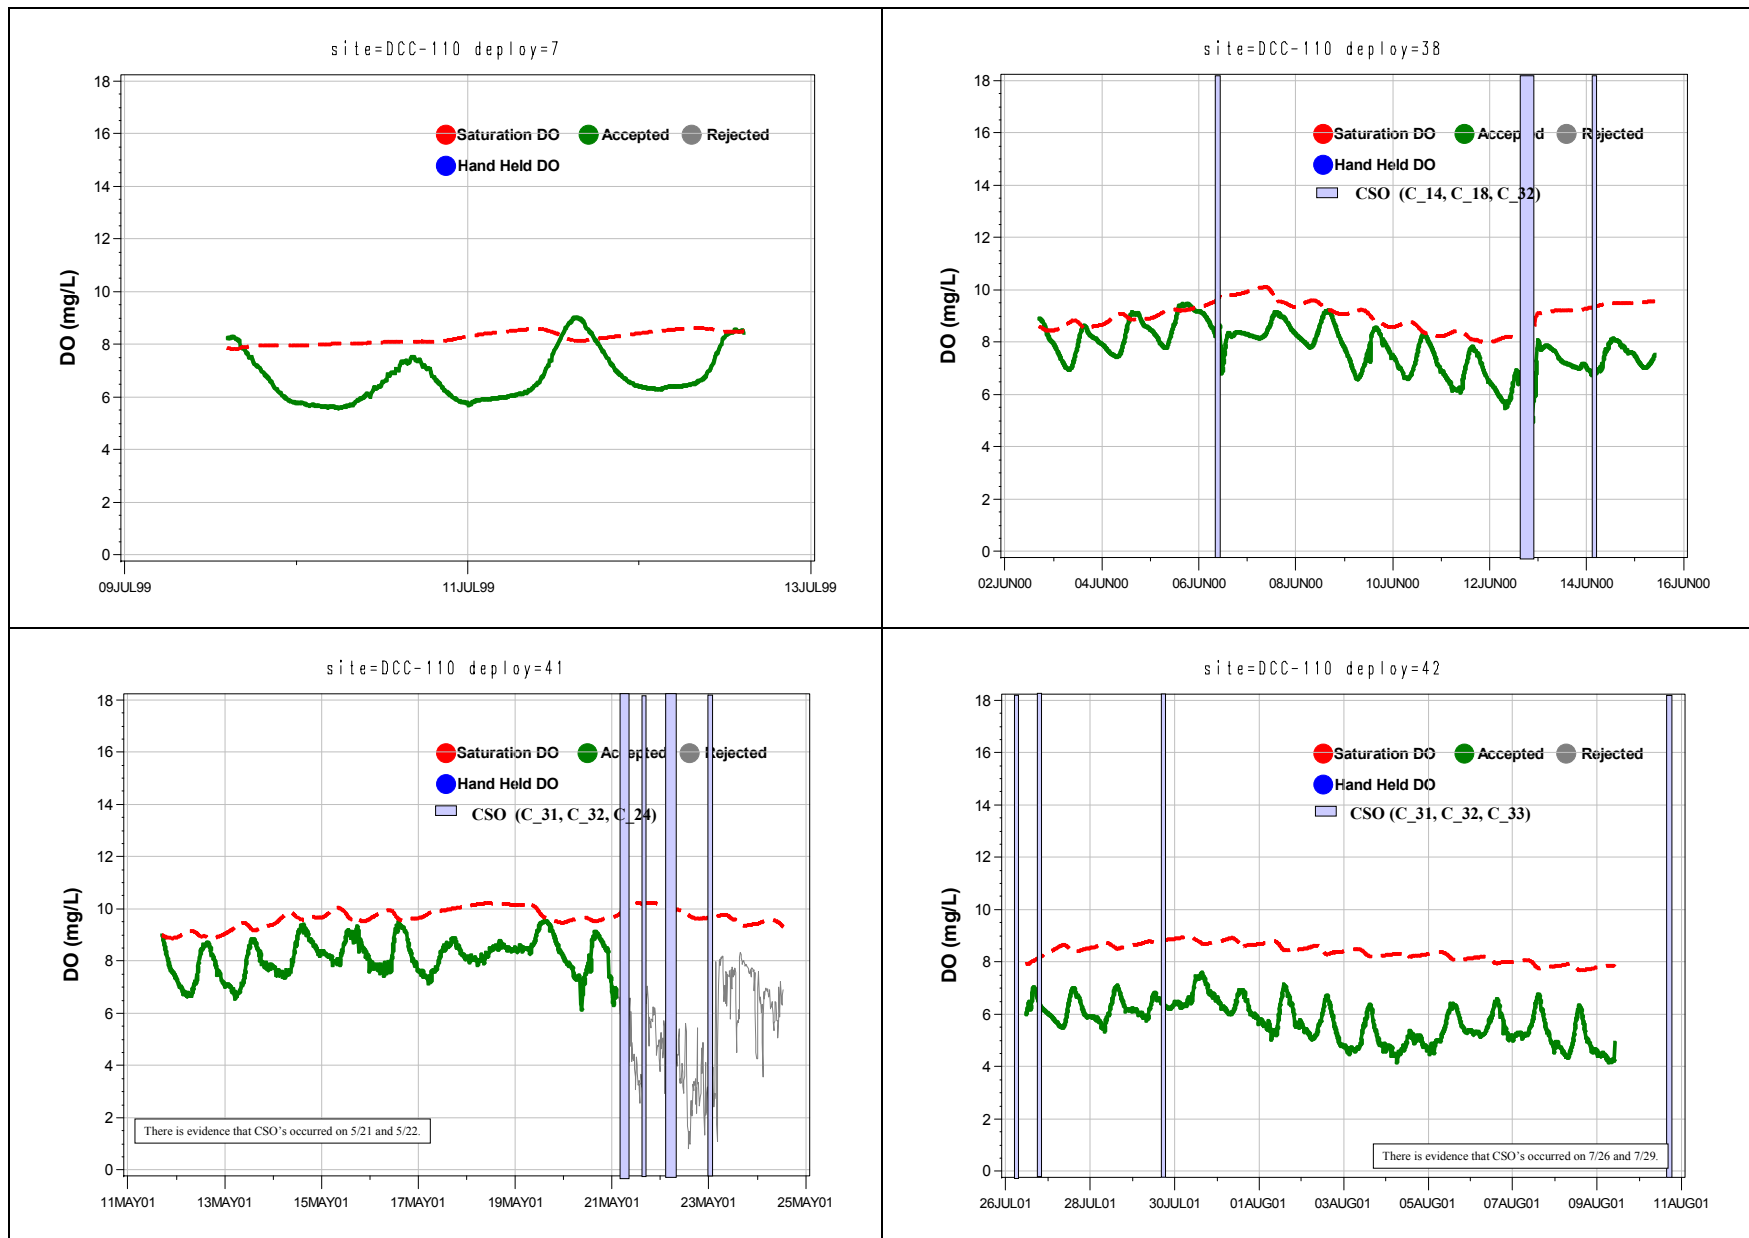 site=DCC-110 deploy=7
18
16
14
12
10
8
6
4
2
0
DO (mg/L)
Saturation DO Accepted Rejected
Hand Held DO
09JUL99 11JUL99 13JUL99
site=DCC-110 deploy=38
18
16
14
12
10
8
6
4
2
0
DO (mg/L)
Saturation DO Accepted Rejected
Hand Held DO
CSO (C_14, C_18, C_32)
02JUN00 04JUN00 06JUN00 08JUN00 10JUN00 12JUN00 14JUN00 16JUN00
site=DCC-110 deploy=41
18
16
14
12
10
8
6
4
2
0
DO (mg/L)
Saturation DO Accepted Rejected
Hand Held DO
CSO (C_31, C_32, C_24)
There is evidence that CSO's occurred on 5/21 and 5/22.
11MAY01 13MAY01 15MAY01 17MAY01 19MAY01 21MAY01 23MAY01 25MAY01
site=DCC-110 deploy=42
18
16
14
12
10
8
6
4
2
0
DO (mg/L)
Saturation DO Accepted Rejected
Hand Held DO
CSO (C_31, C_32, C_33)
There is evidence that CSO's occurred on 7/26 and 7/29.
26JUL01 28JUL01 30JUL01 01AUG01 03AUG01 05AUG01 07AUG01 09AUG01 11AUG01